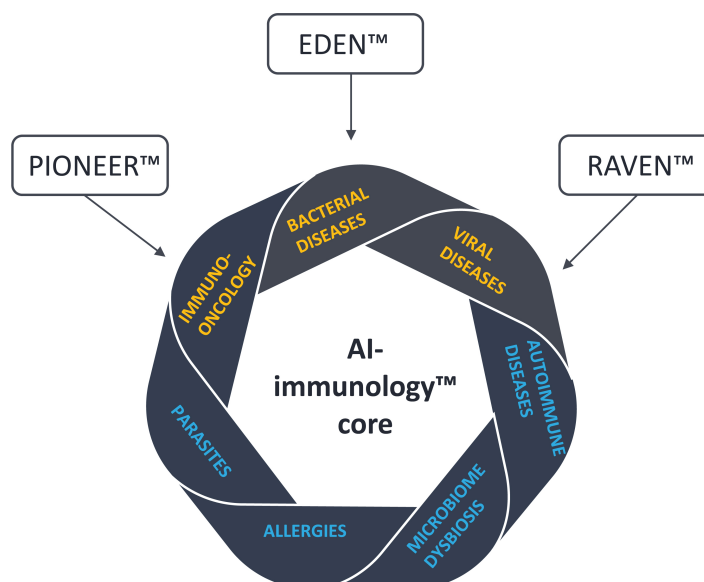 EDEN™
PIONEER™
RAVEN™
BACTERIAL
DISEASES
VIRAL
DISEASES
IMMUNO-
ONCOLOGY
AI-
immunology™
core
AUTOIMMUNE
DISEASES
PARASITES
MICROBIOME
DYSBIOSIS
ALLERGIES